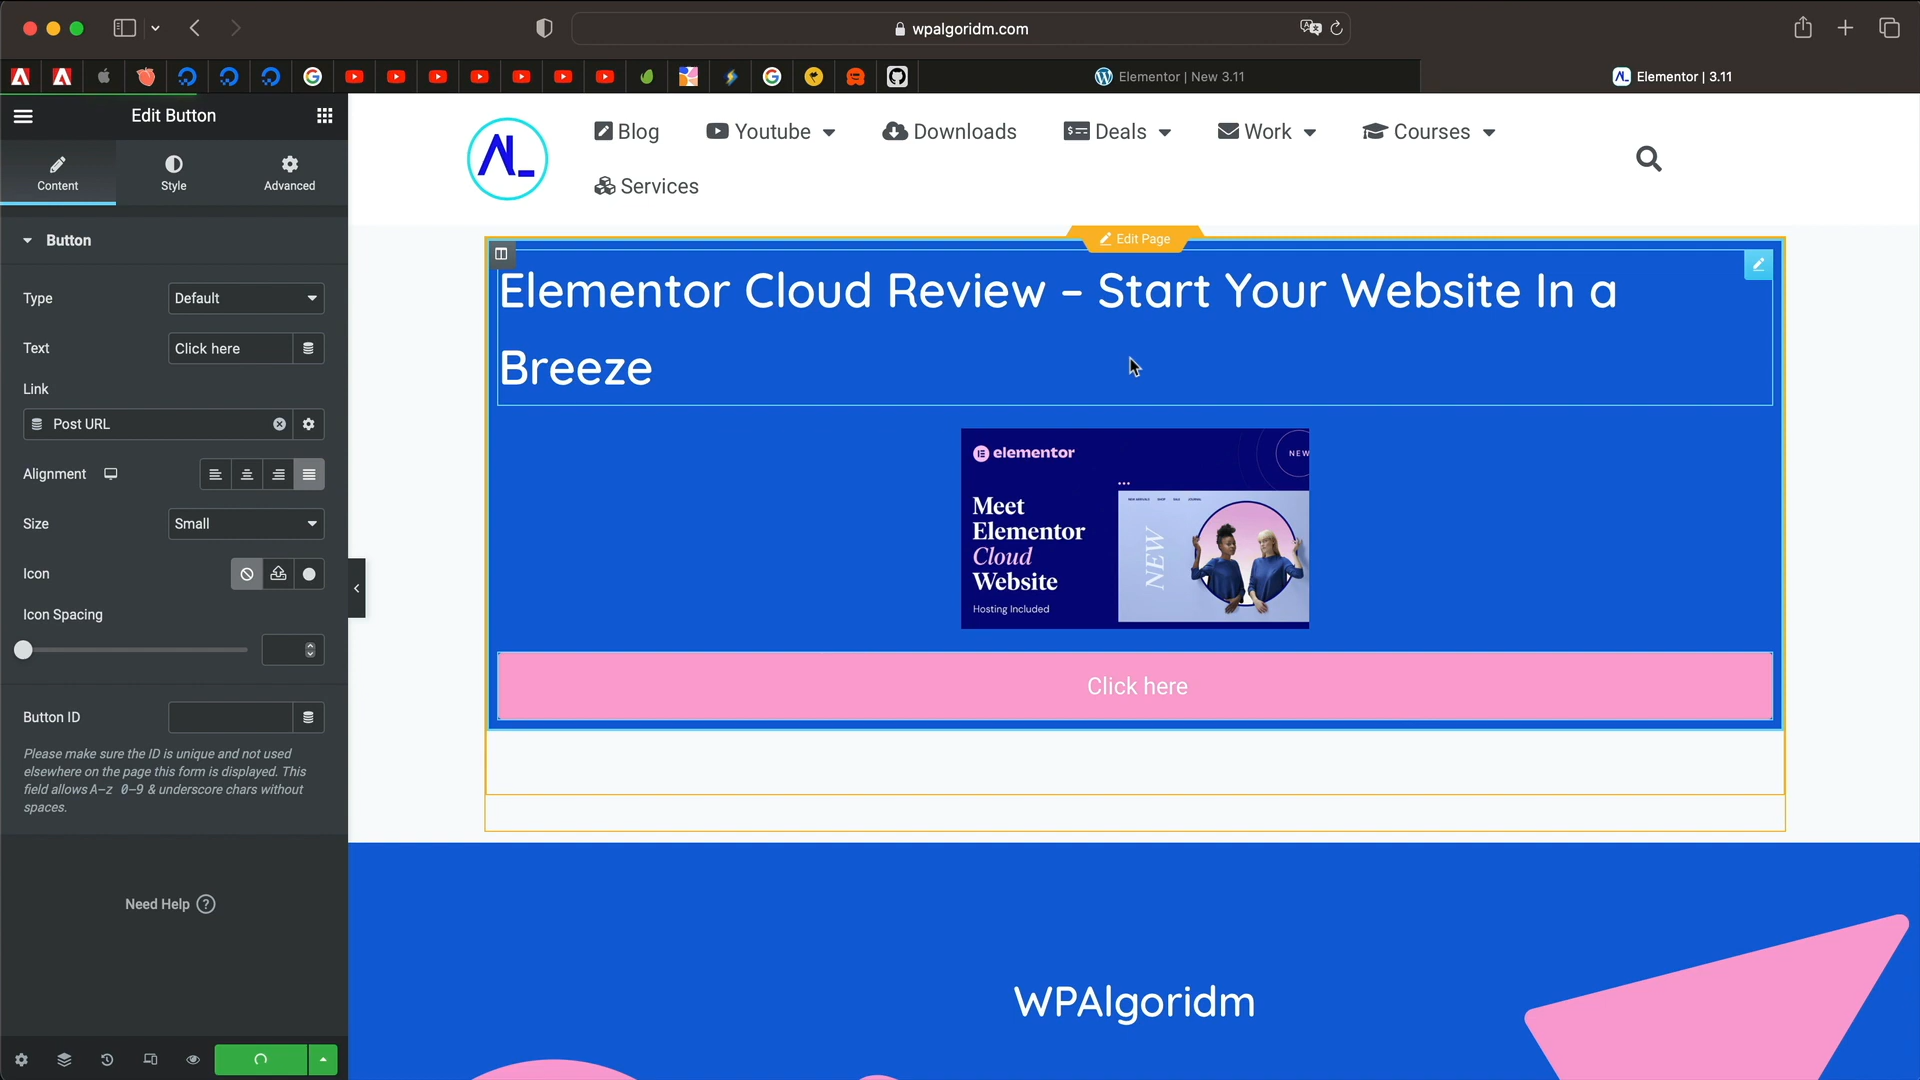 wpalgoridm.com
Elementor | New 3.11
Elementor | 3.11
Edit Button
Content
Style
Advanced
Button
Type
Default
Text
Click here
Link
Post URL
Alignment
Size
Small
Icon
Icon Spacing
Button ID
Please make sure the ID is unique and not used
elsewhere on the page this form is displayed. This
field allows A-z 0-9 & underscore chars without
spaces.
Need Help
Blog
Youtube
Downloads
Deals
Work
Courses
Services
Edit Page
Elementor Cloud Review – Start Your Website In a
Breeze
elementor
NEW
Meet
Elementor
Cloud
Website
Hosting Included
NEW
Click here
WPAlgoridm